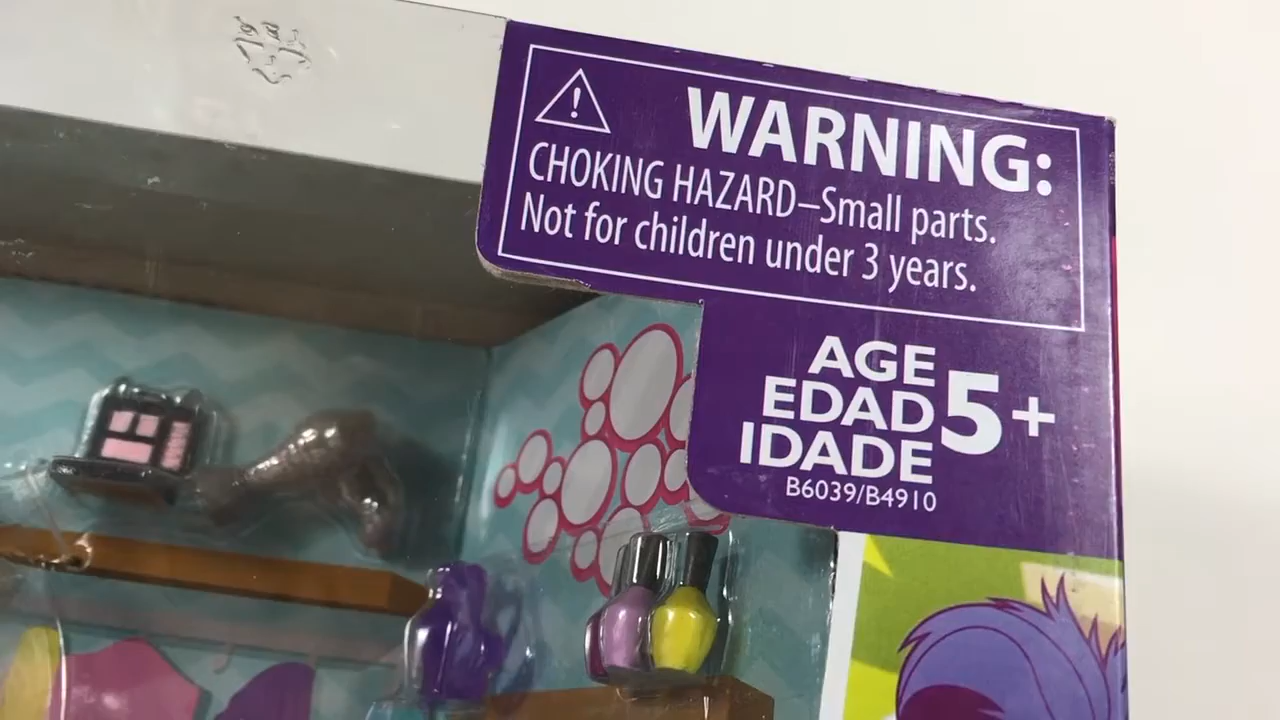 WARNING:
CHOKING HAZARD–Small parts.
Not for children under 3 years.
AGE
EDAD 5+
IDADE
B6039/B4910